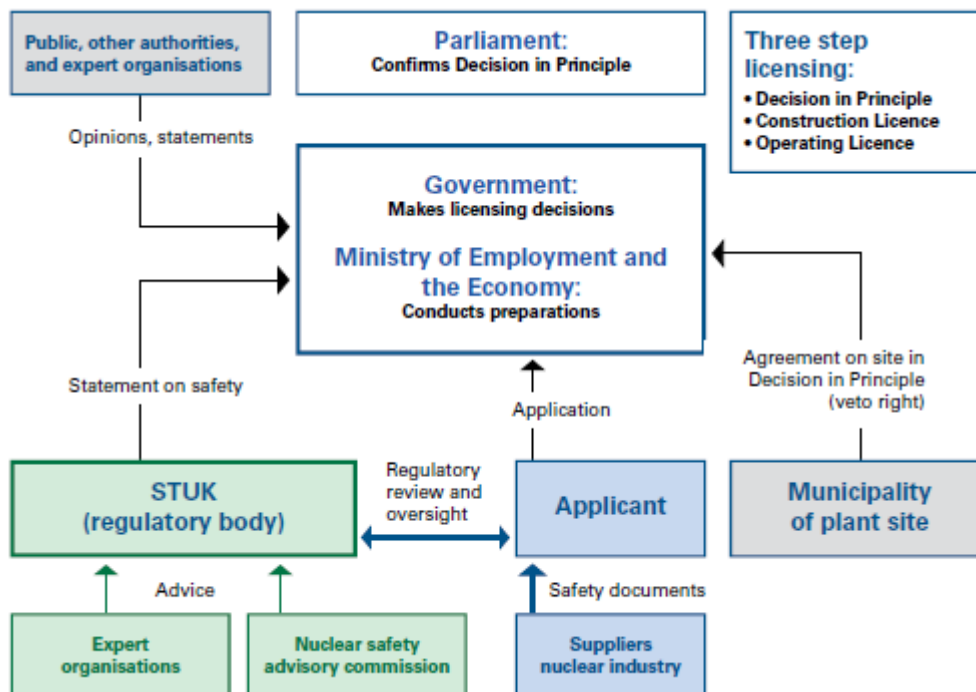 Public, other authorities,
and expert organisations
Parliament:
Confirms Decision in Principle
Three step
licensing:
• Decision in Principle
• Construction Licence
• Operating Licence
Opinions, statements
Government:
Makes licensing decisions
Ministry of Employment and
the Economy:
Conducts preparations
Statement on safety
Application
Agreement on site in
Decision in Principle
(veto right)
STUK
(regulatory body)
Regulatory
review and
oversight
Applicant
Municipality
of plant site
Advice
Safety documents
Expert
organisations
Nuclear safety
advisory commission
Suppliers
nuclear industry